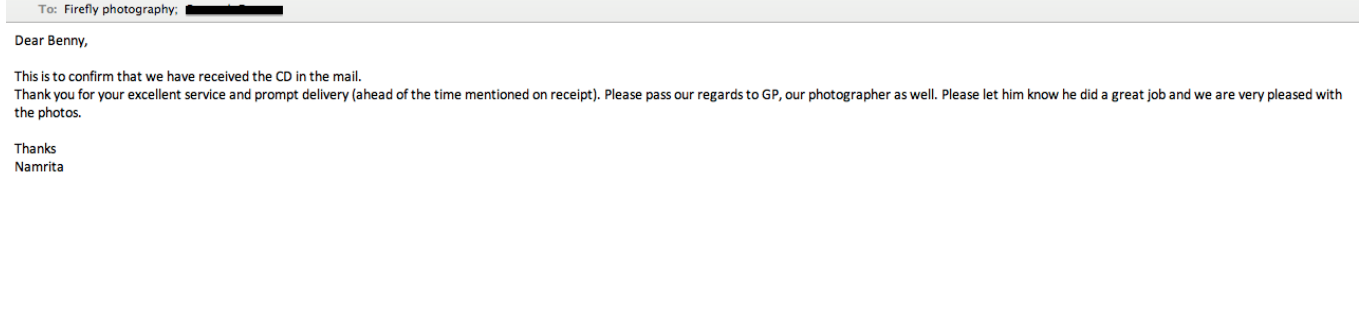 To: Firefly photography;
Dear Benny,
This is to confirm that we have received the CD in the mail.
Thank you for your excellent service and prompt delivery (ahead of the time mentioned on receipt). Please pass our regards to GP, our photographer as well. Please let him know he did a great job and we are very pleased with
the photos.
Thanks
Namrita